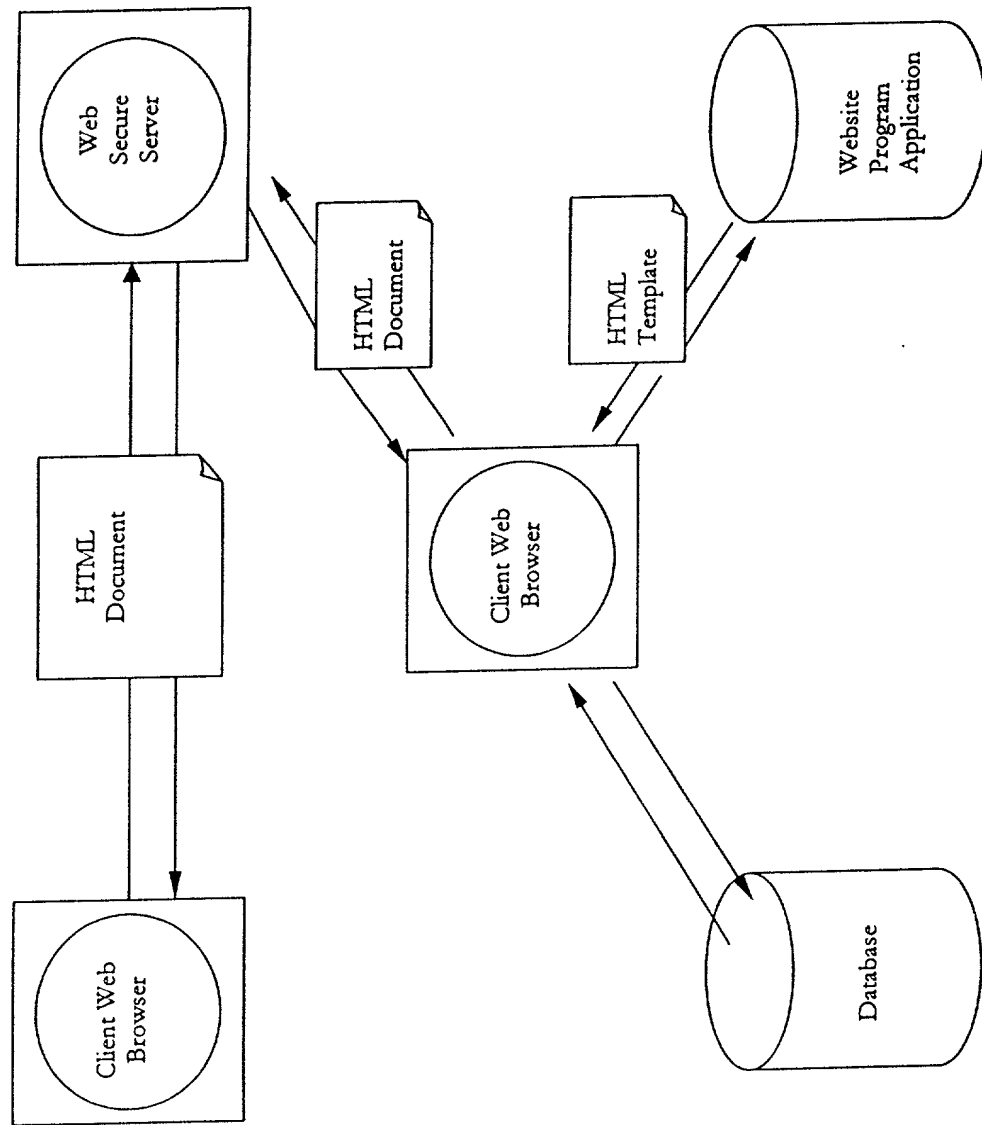 Client Web
Browser
HTML
Document
Web
Secure
Server
HTML
Document
Client Web
Browser
HTML
Template
Database
Website
Program
Application